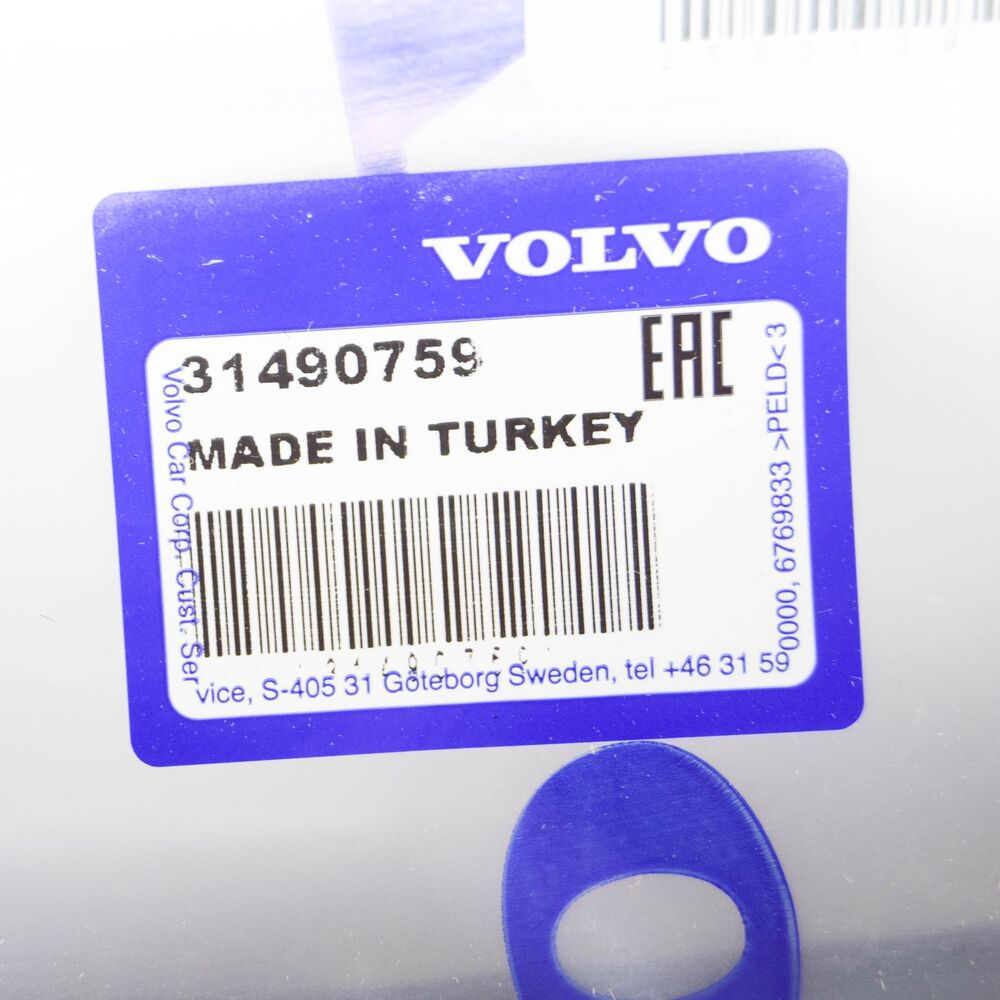 2680129
VOLVO
31490759
EAC
MADE IN TURKEY
Volvo Car Corp. Cust. Ser
vice, S-405 31 Göteborg Sweden, tel +46 31 59
0000, 6769833 >PELD< 3